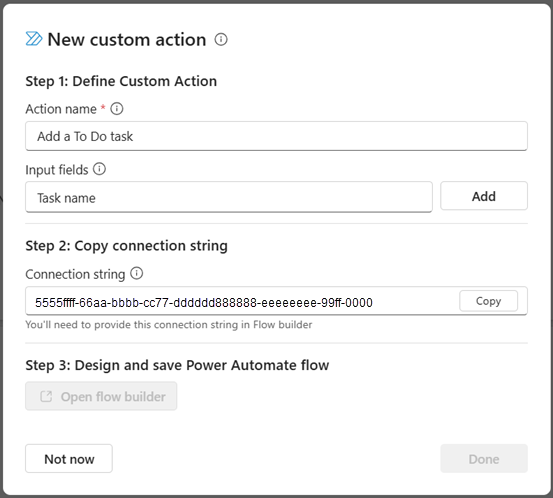 New custom action
Step 1: Define Custom Action
Action name *
Add a To Do task
Input fields
Task name
Add
Step 2: Copy connection string
Connection string
5555ffff-66aa-bbbb-cc77-dddddd888888-eeeeeeee-99ff-0000
Copy
You'll need to provide this connection string in Flow builder
Step 3: Design and save Power Automate flow
Open flow builder
Not now
Done